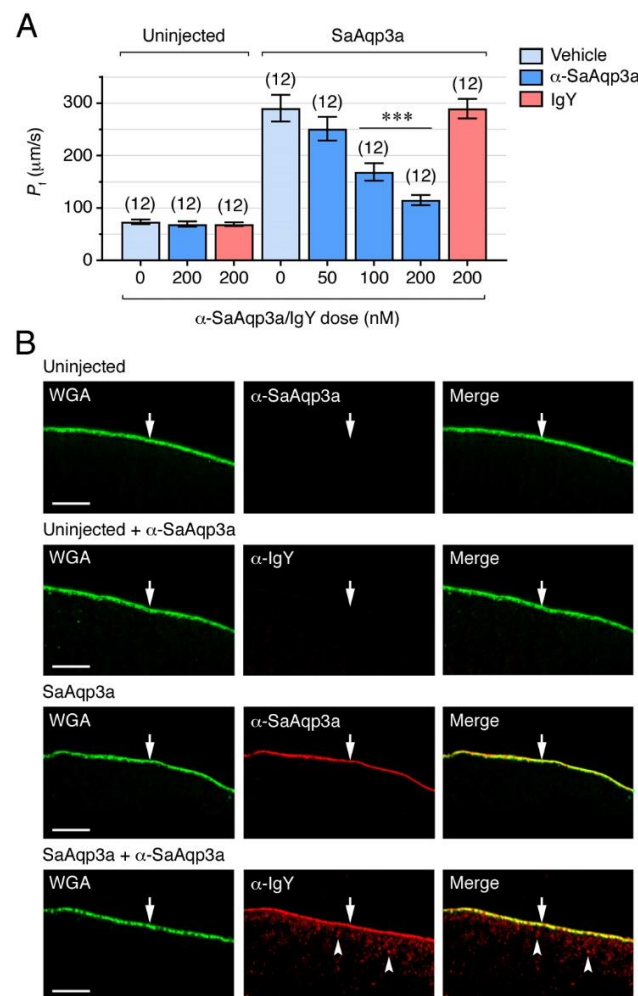 A
Uninjected
SaAqp3a
Vehicle
α-SaAqp3a
IgY
P_f (μm/s)
300
200
100
0
(12)
(12)
(12)
(12)
(12)
(12)
(12)
(12)
***
0
200
200
0
50
100
200
200
α-SaAqp3a/IgY dose (nM)
B
Uninjected
WGA
α-SaAqp3a
Merge
Uninjected + α-SaAqp3a
WGA
α-IgY
Merge
SaAqp3a
WGA
α-SaAqp3a
Merge
SaAqp3a + α-SaAqp3a
WGA
α-IgY
Merge